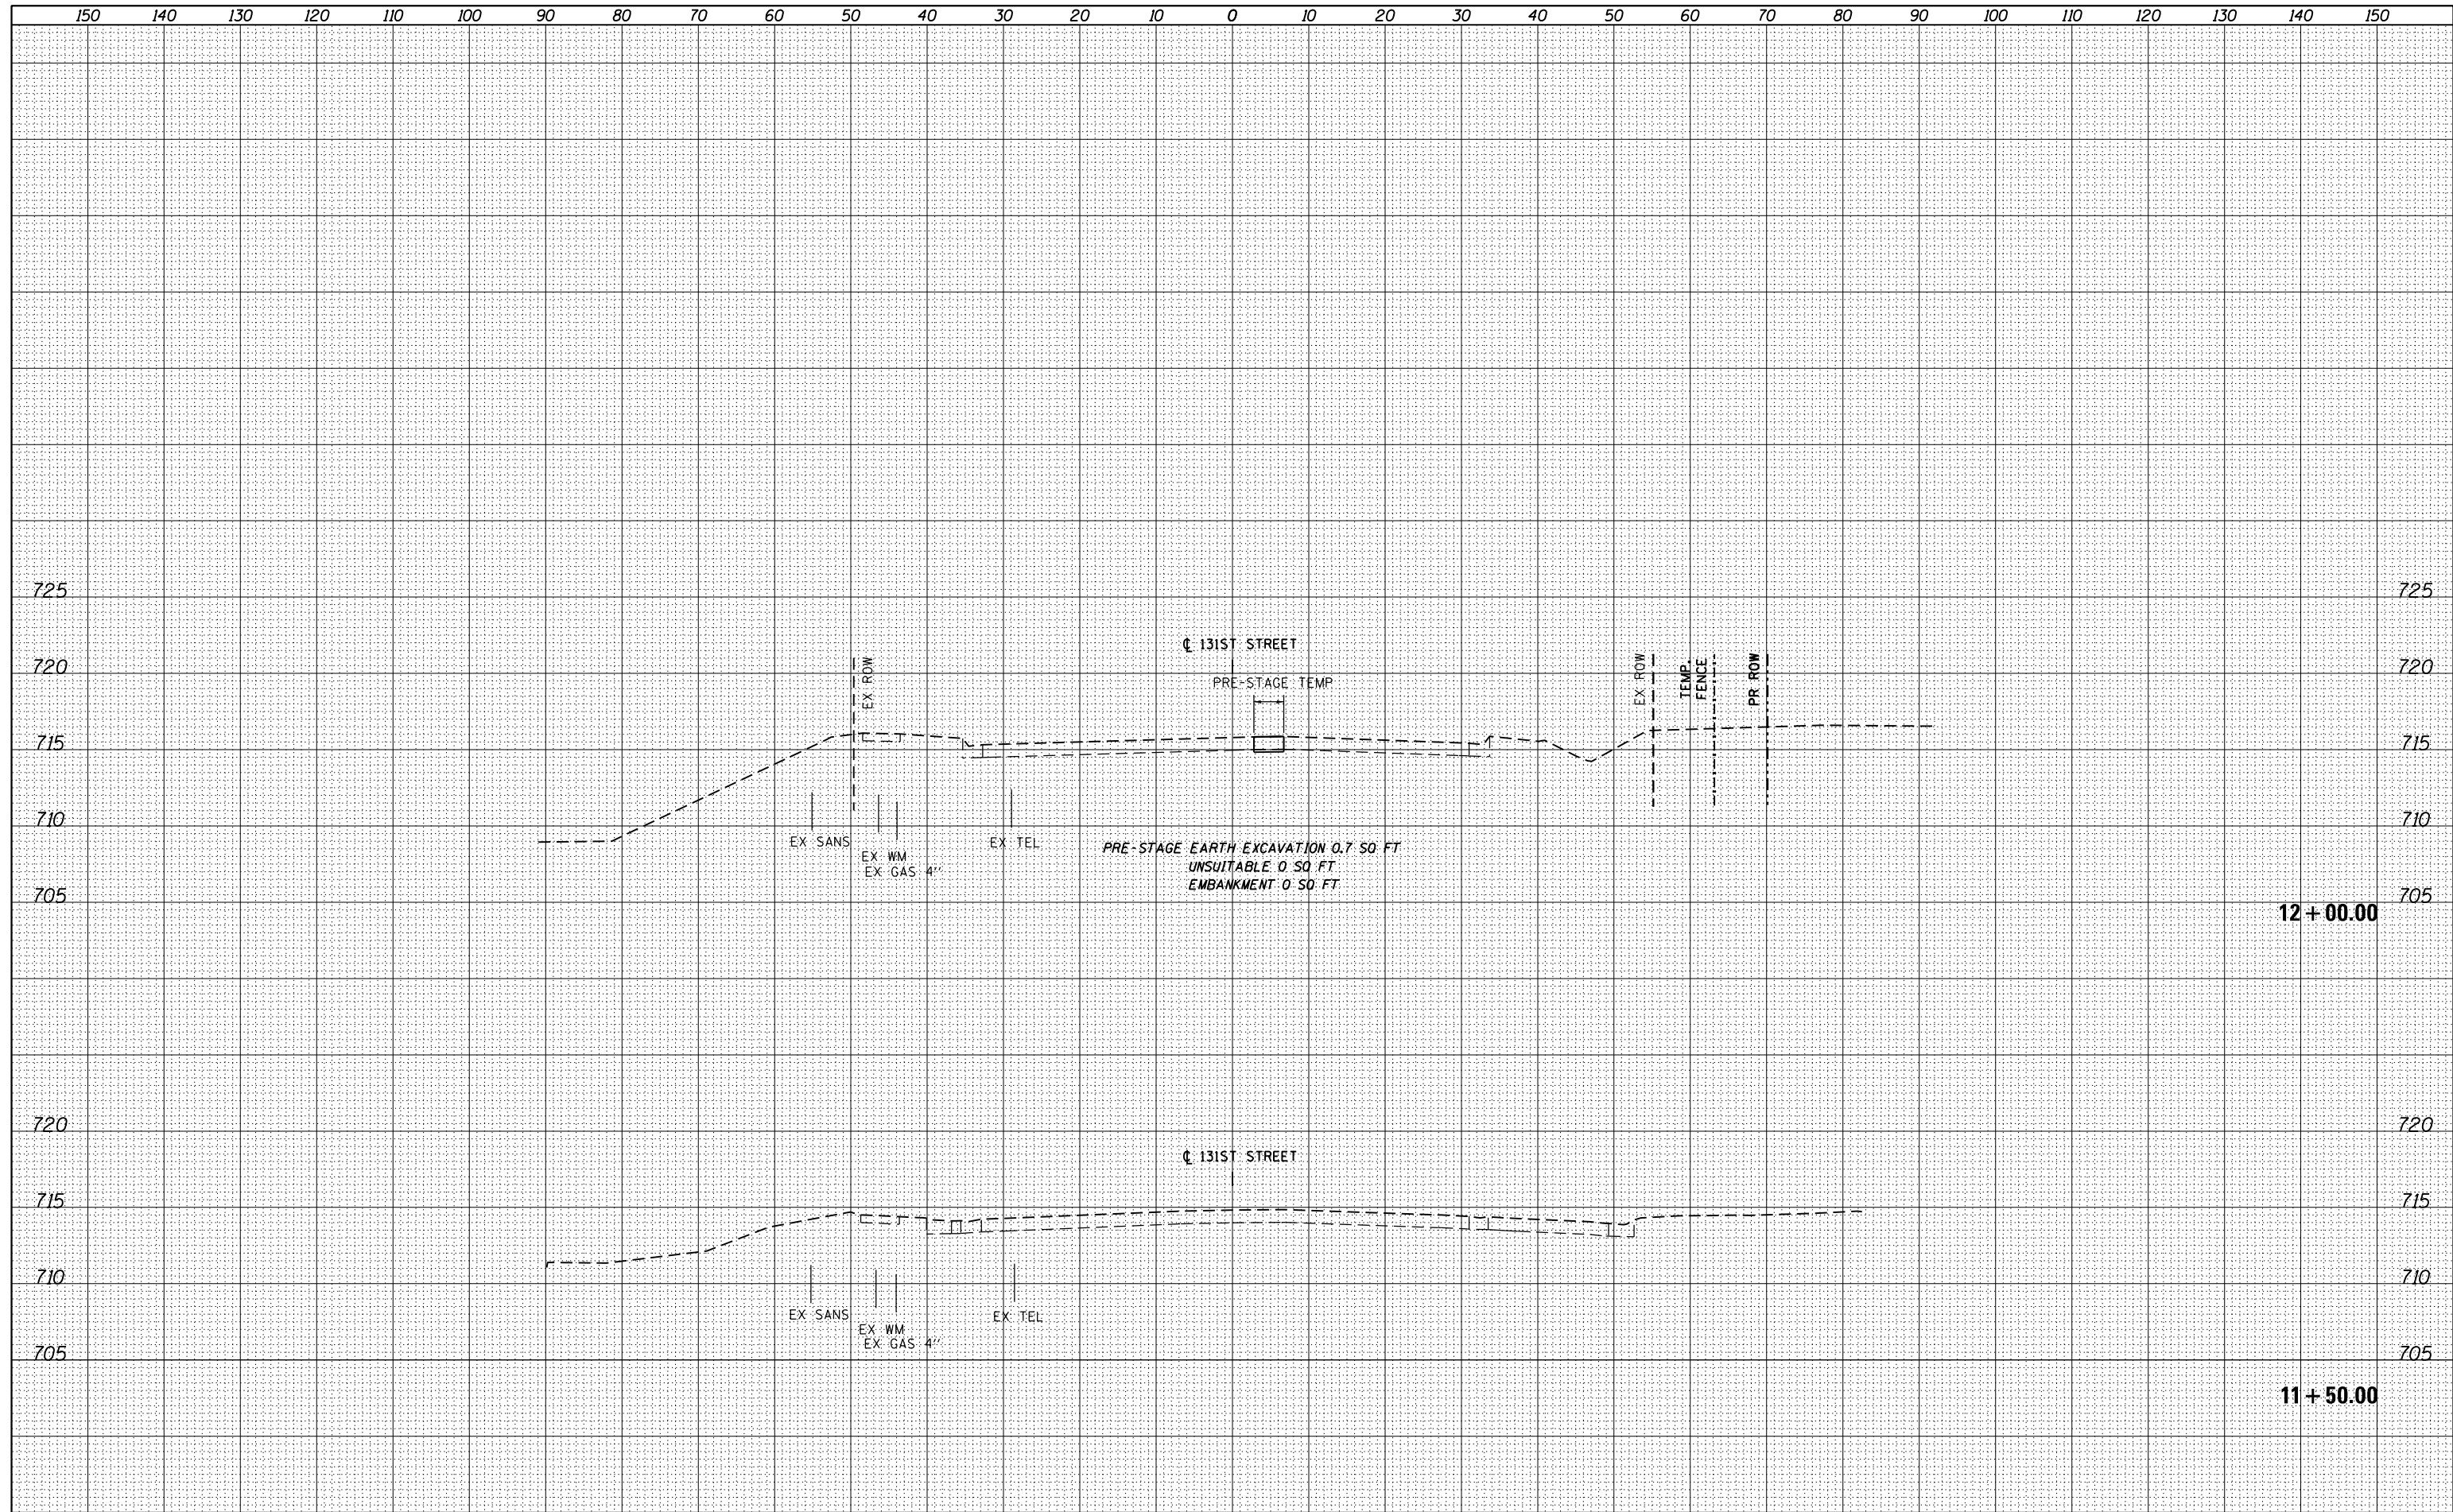 150 140 130 120 110 100 90 80 70 60 50 40 30 20 10 0 10 20 30 40 50 60 70 80 90 100 110 120 130 140 150
725 725
℄ 131ST STREET
720 720
EX ROW
PRE-STAGE TEMP
EX ROW
TEMP.
FENCE
PR ROW
715 715
710 710
EX SANS
EX WM
EX GAS 4''
EX TEL
PRE-STAGE EARTH EXCAVATION 0.7 SQ FT
UNSUITABLE 0 SQ FT
EMBANKMENT 0 SQ FT
705 705
12+00.00
720 720
℄ 131ST STREET
715 715
710 710
EX SANS
EX WM
EX GAS 4''
EX TEL
705 705
11+50.00